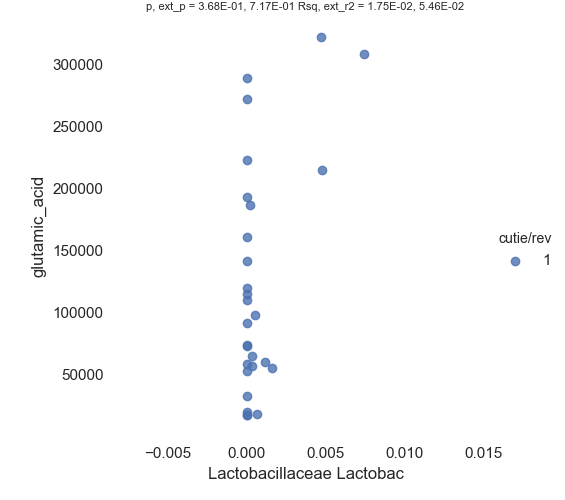 p, ext_p = 3.68E-01, 7.17E-01 Rsq, ext_r2 = 1.75E-02, 5.46E-02
300000
250000
200000
150000
100000
50000
glutamic_acid
cutie/rev
1
−0.005 0.000 0.005 0.010 0.015
Lactobacillaceae Lactobac